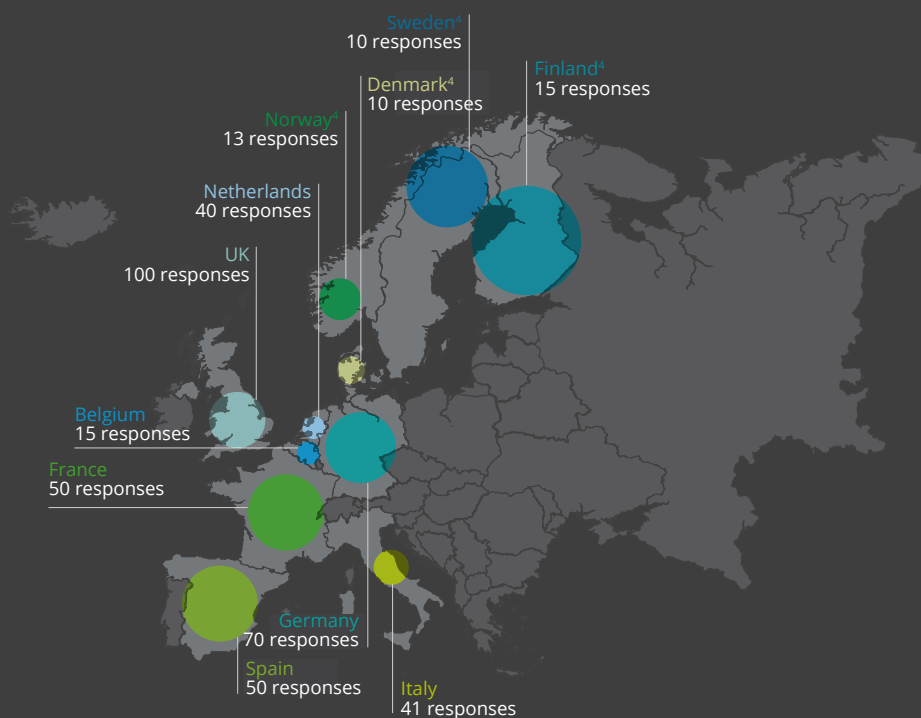 Sweden⁴
10 responses
Finland⁴
15 responses
Denmark⁴
10 responses
Norway⁴
13 responses
Netherlands
40 responses
UK
100 responses
Belgium
15 responses
France
50 responses
Germany
70 responses
Spain
50 responses
Italy
41 responses